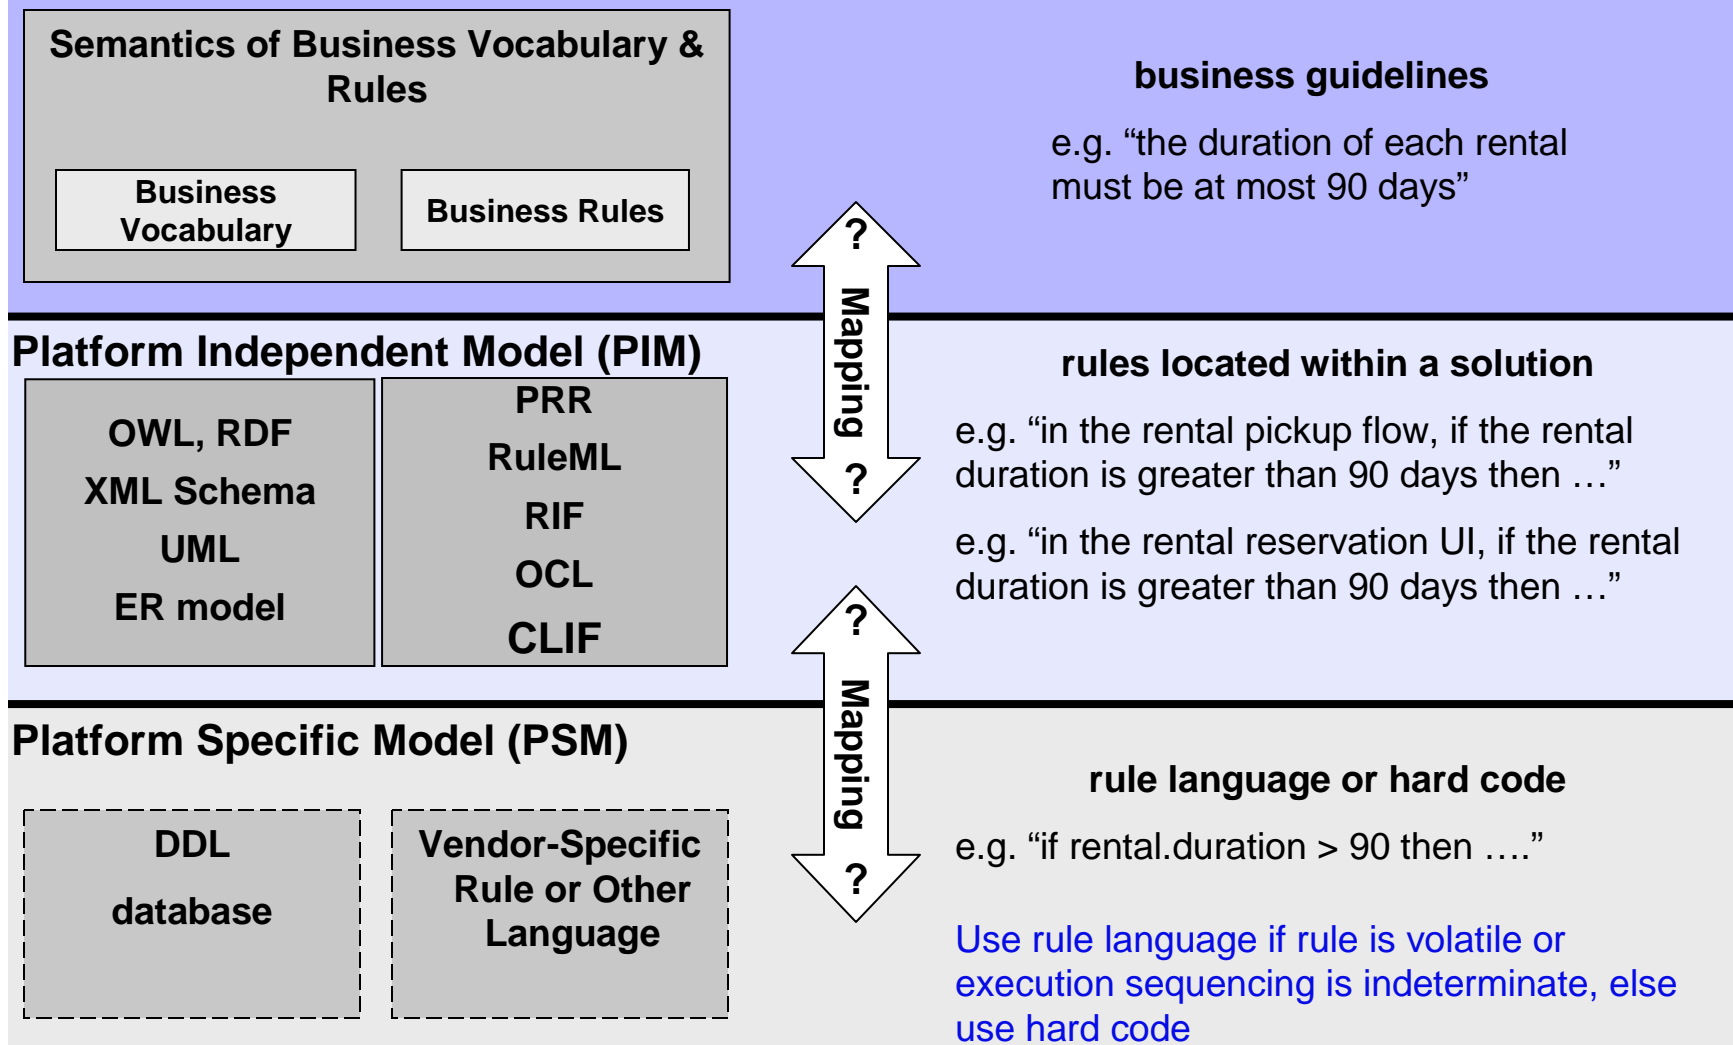 Semantics of Business Vocabulary &
Rules
Business
Vocabulary
Business Rules
business guidelines
e.g. “the duration of each rental
must be at most 90 days”
?
Mapping
?
Platform Independent Model (PIM)
OWL, RDF
XML Schema
UML
ER model
PRR
RuleML
RIF
OCL
CLIF
rules located within a solution
e.g. “in the rental pickup flow, if the rental
duration is greater than 90 days then …”
e.g. “in the rental reservation UI, if the rental
duration is greater than 90 days then …”
?
Mapping
?
Platform Specific Model (PSM)
DDL
database
Vendor-Specific
Rule or Other
Language
rule language or hard code
e.g. “if rental.duration > 90 then ….”
Use rule language if rule is volatile or
execution sequencing is indeterminate, else
use hard code